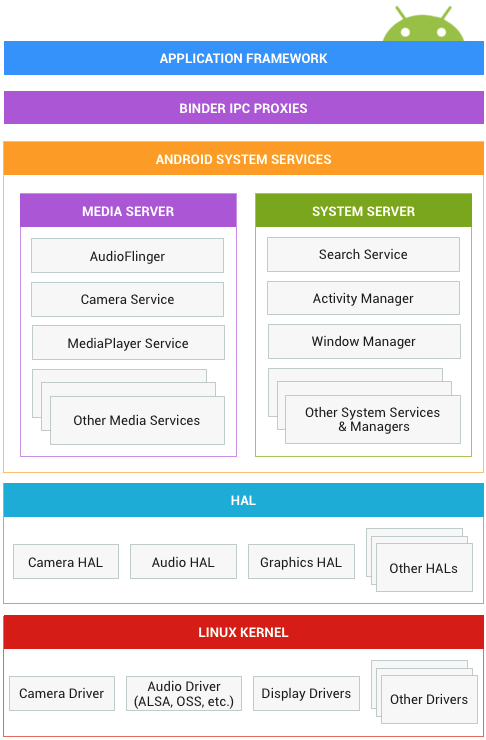 APPLICATION FRAMEWORK
BINDER IPC PROXIES
ANDROID SYSTEM SERVICES
MEDIA SERVER
AudioFlinger
Camera Service
MediaPlayer Service
Other Media Services
SYSTEM SERVER
Search Service
Activity Manager
Window Manager
Other System Services
& Managers
HAL
Camera HAL
Audio HAL
Graphics HAL
Other HALs
LINUX KERNEL
Camera Driver
Audio Driver
(ALSA, OSS, etc.)
Display Drivers
Other Drivers